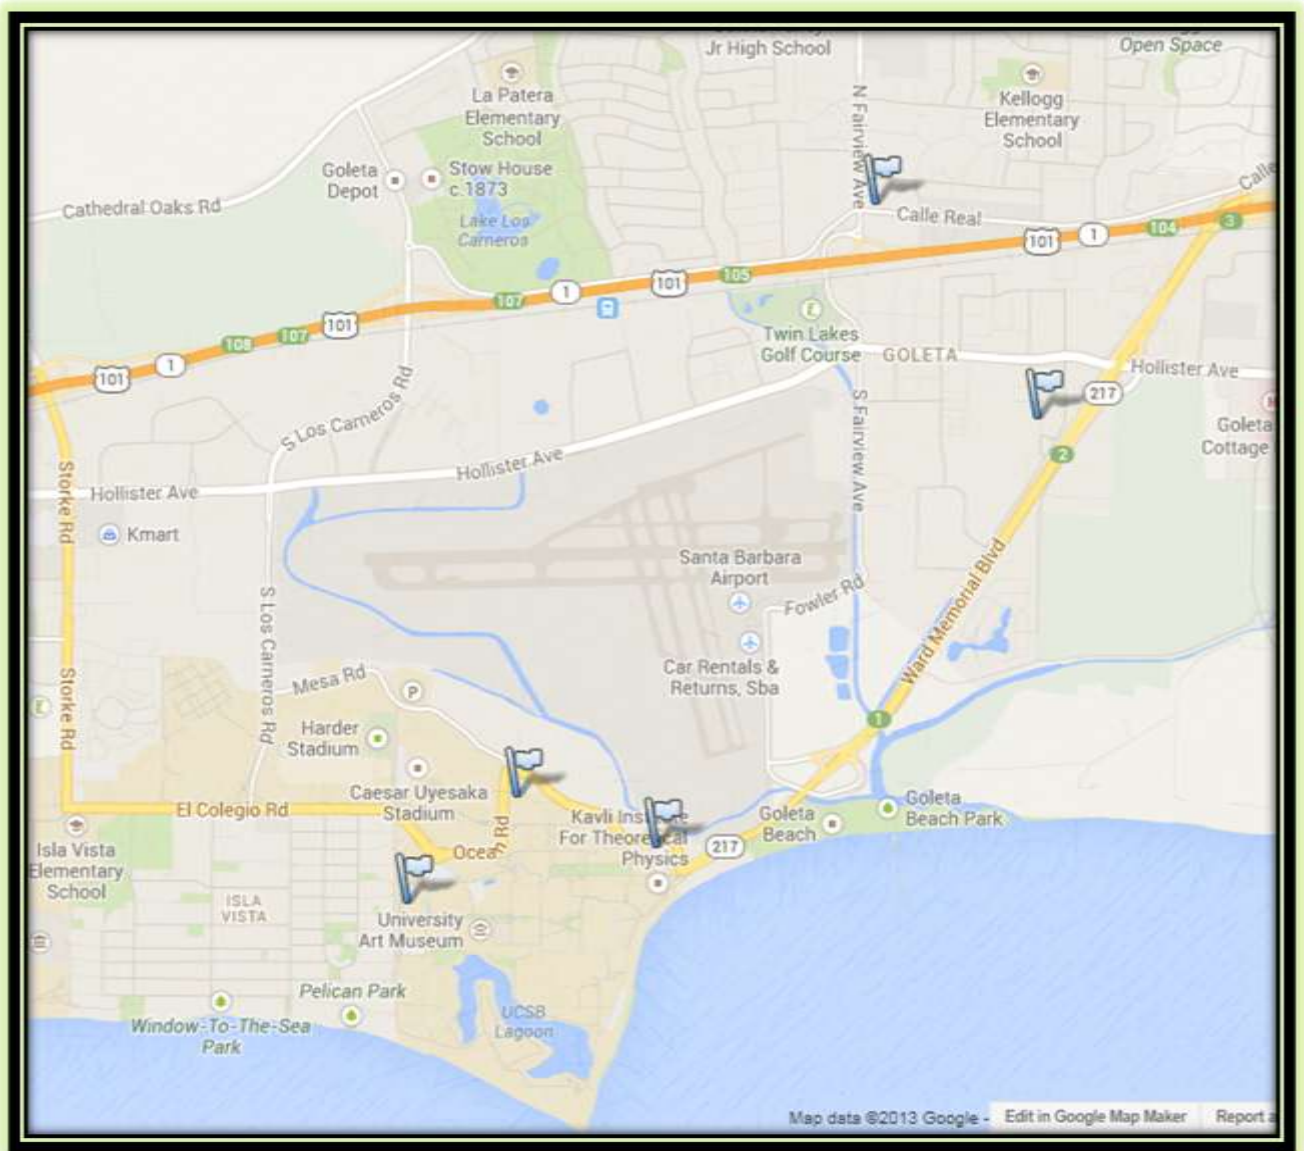 Jr High School
Open Space
La Patera
Elementary
School
Kellogg
Elementary
School
N Fairview Ave
Goleta
Depot
Stow House
c.1873
Lake Los
Carneros
Cathedral Oaks Rd
Calle
Calle Real
3
104
1
101
105
101
1
107
101
107
108
1
101
Twin Lakes
Golf Course
GOLETA
Hollister Ave
217
Goleta
Cottage
S Los Carneros Rd
S Fairview Ave
2
Hollister Ave
Hollister Ave
Storke Rd
Kmart
Santa Barbara
Airport
Fowler Rd
Ward Memorial Blvd
S Los Carneros Rd
Car Rentals &
Returns, Sba
Mesa Rd
P
Storke Rd
Harder
Stadium
1
Caesar Uyesaka
Stadium
El Colegio Rd
Goleta
Beach Park
Goleta
Beach
Kavli
For
Physics
217
Isla Vista
Elementary
School
ISLA
VISTA
University
Art Museum
Pelican Park
Window-To-The-Sea
Park
UCSB
Lagoon
Map data ©2013 Google -
Edit in Google Map Maker
Report